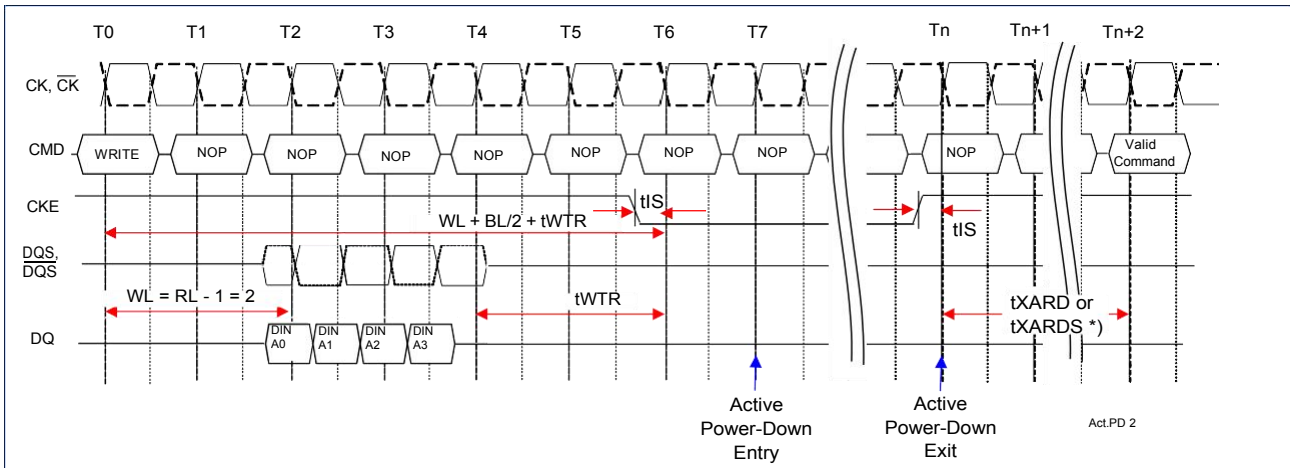 T0 T1 T2 T3 T4 T5 T6 T7 Tn Tn+1 Tn+2
CK, CK
CMD WRITE NOP NOP NOP NOP NOP NOP NOP NOP Valid
Command
CKE tIS tIS
WL + BL/2 + tWTR
DQS,
DQS
WL = RL - 1 = 2 tWTR tXARD or
tXARDS *)
DQ DIN
A0 DIN
A1 DIN
A2 DIN
A3
Active
Power-Down
Entry
Active
Power-Down
Exit
Act.PD 2